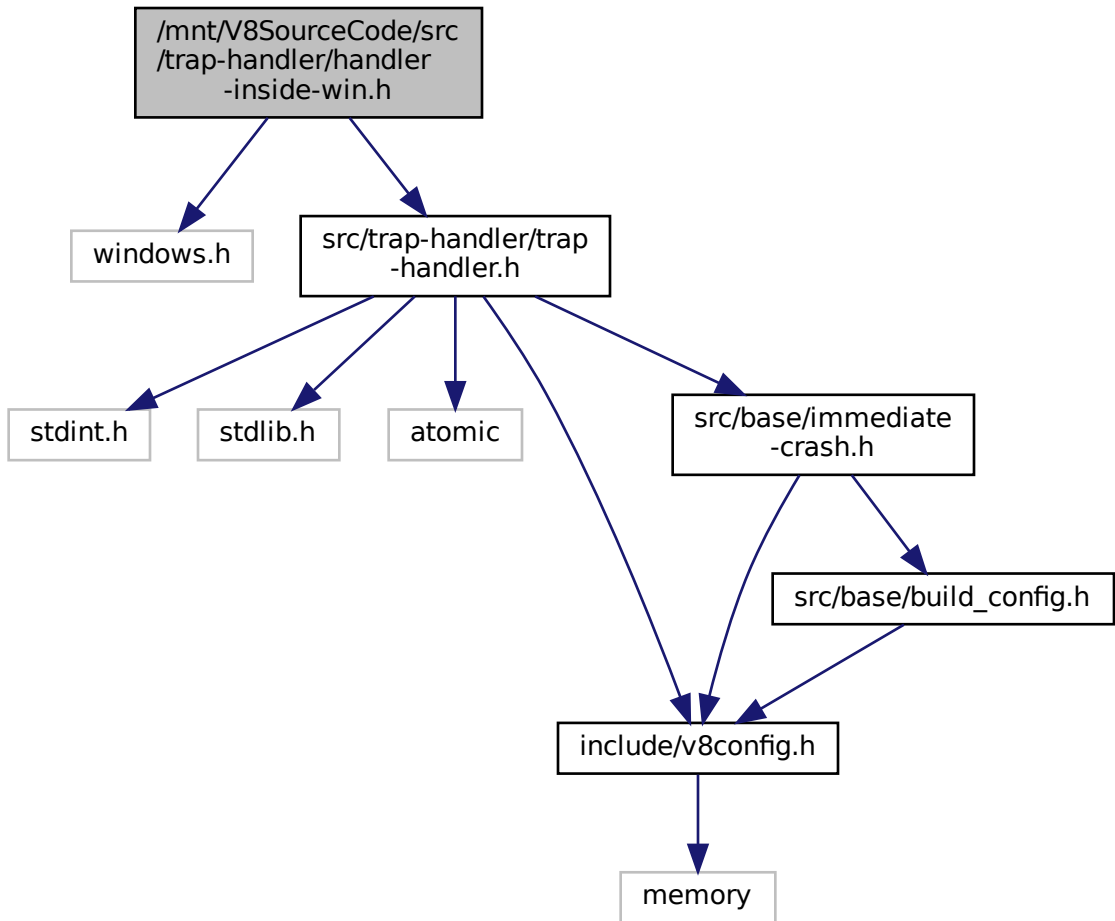 /mnt/V8SourceCode/src
/trap-handler/handler
-inside-win.h
windows.h
src/trap-handler/trap
-handler.h
stdint.h
stdlib.h
atomic
src/base/immediate
-crash.h
src/base/build_config.h
include/v8config.h
memory